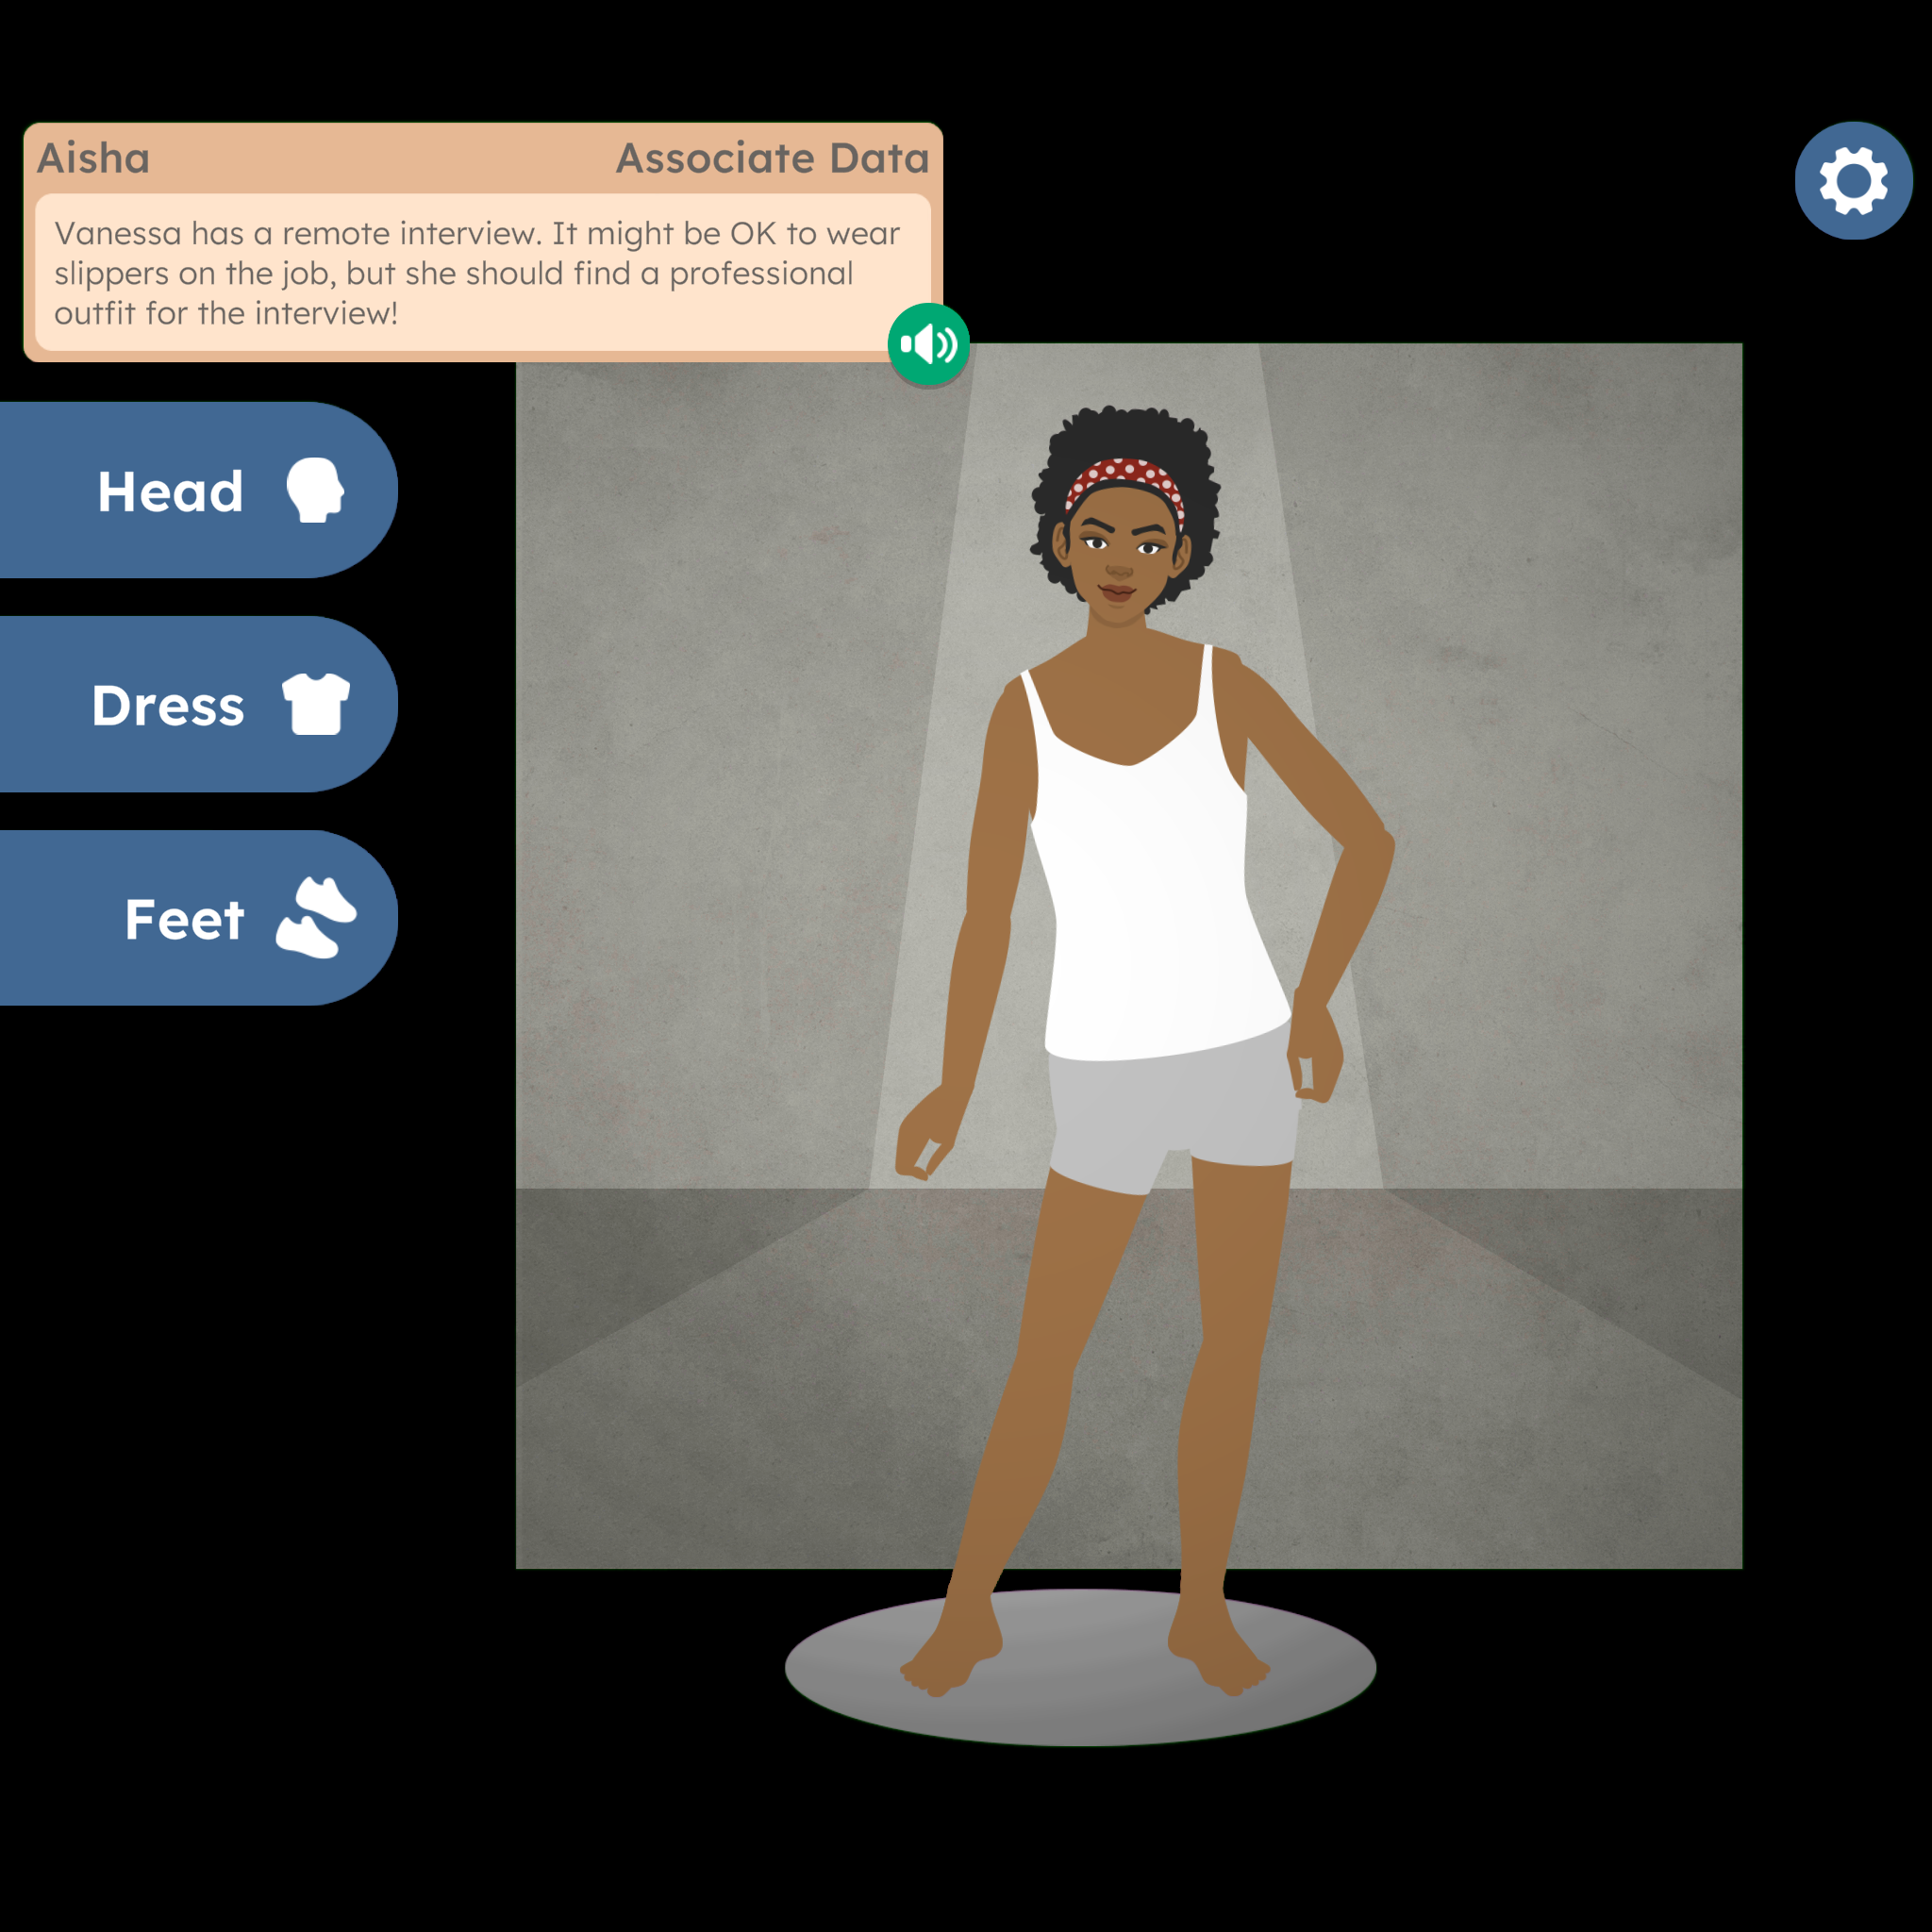 Aisha
Associate Data
Vanessa has a remote interview. It might be OK to wear
slippers on the job, but she should find a professional
outfit for the interview!
Head
Dress
Feet